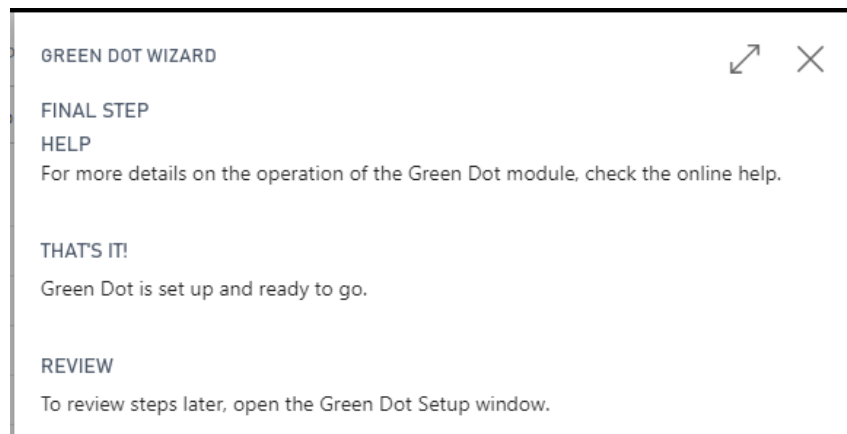 GREEN DOT WIZARD
FINAL STEP
HELP
For more details on the operation of the Green Dot module, check the online help.
THAT'S IT!
Green Dot is set up and ready to go.
REVIEW
To review steps later, open the Green Dot Setup window.